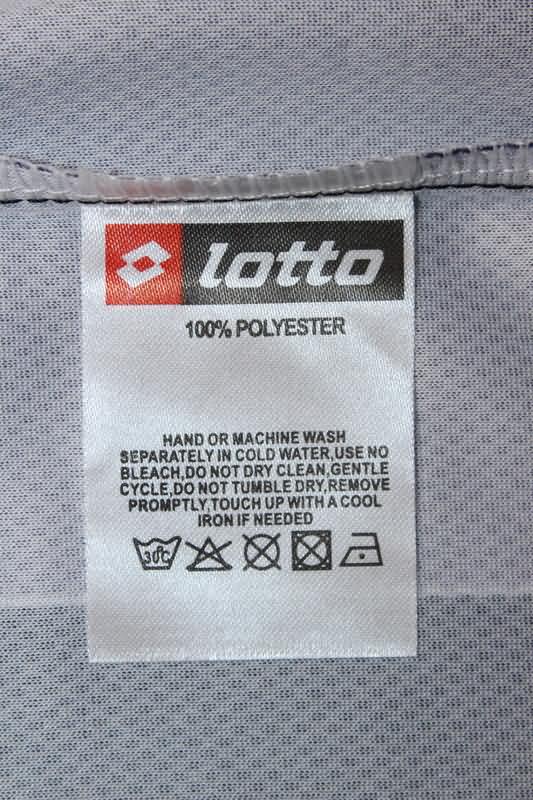 lotto
100% POLYESTER
HAND OR MACHINE WASH
SEPARATELY IN COLD WATER,USE NO
BLEACH,DO NOT DRY CLEAN,GENTLE
CYCLE,DO NOT TUMBLE DRY,REMOVE
PROMPTLY,TOUCH UP WITH A COOL
IRON IF NEEDED
30℃